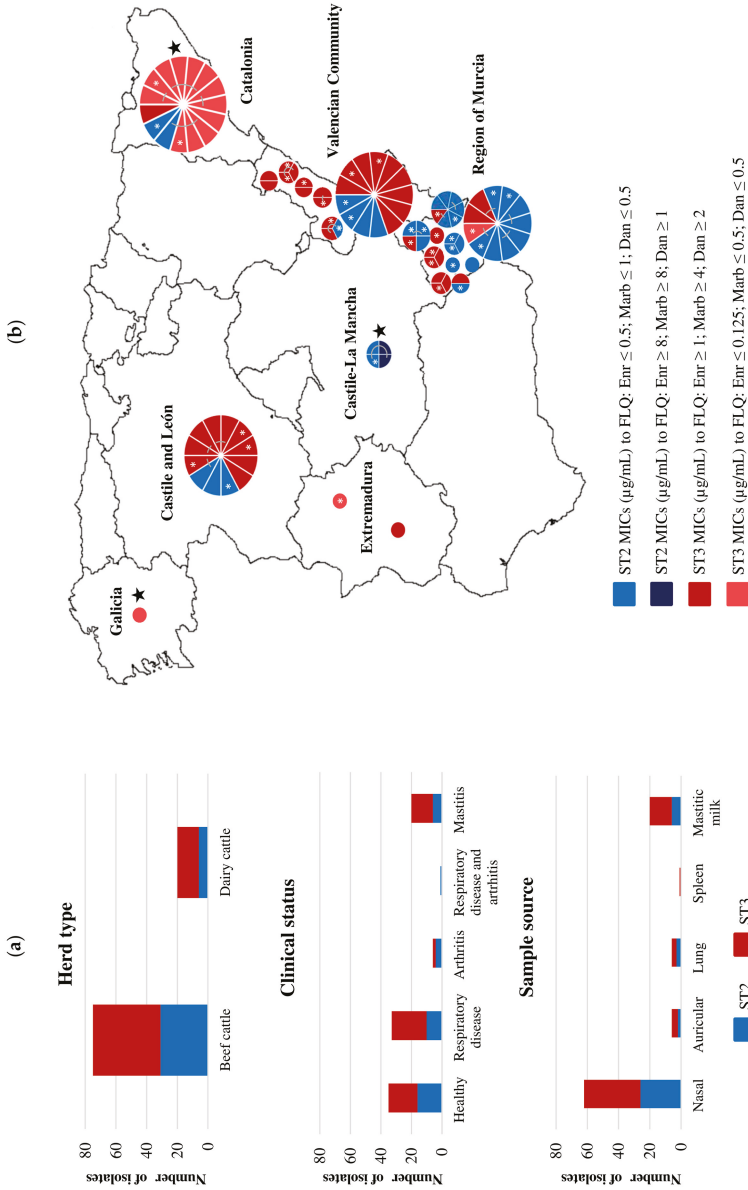 (a)
Herd type
Number of isolates
80
60
40
20
0
Beef cattle
Dairy cattle
Clinical status
Number of isolates
80
60
40
20
0
Healthy
Respiratory
disease
Arthritis
Respiratory
disease and
artrhitis
Mastitis
Sample source
Number of isolates
80
60
40
20
0
Nasal
Auricular
Lung
Spleen
Mastitic
milk
ST2
ST3
(b)
Galicia
Castile and León
Catalonia
Extremadura
Castile-La Mancha
Valencian Community
Region of Murcia
ST2 MICs (µg/mL) to FLQ: Enr ≤ 0.5; Marb ≤ 1; Dan ≤ 0.5
ST2 MICs (µg/mL) to FLQ: Enr ≥ 8; Marb ≥ 8; Dan ≥ 1
ST3 MICs (µg/mL) to FLQ: Enr ≥ 1; Marb ≥ 4; Dan ≥ 2
ST3 MICs (µg/mL) to FLQ: Enr ≤ 0.125; Marb ≤ 0.5; Dan ≤ 0.5